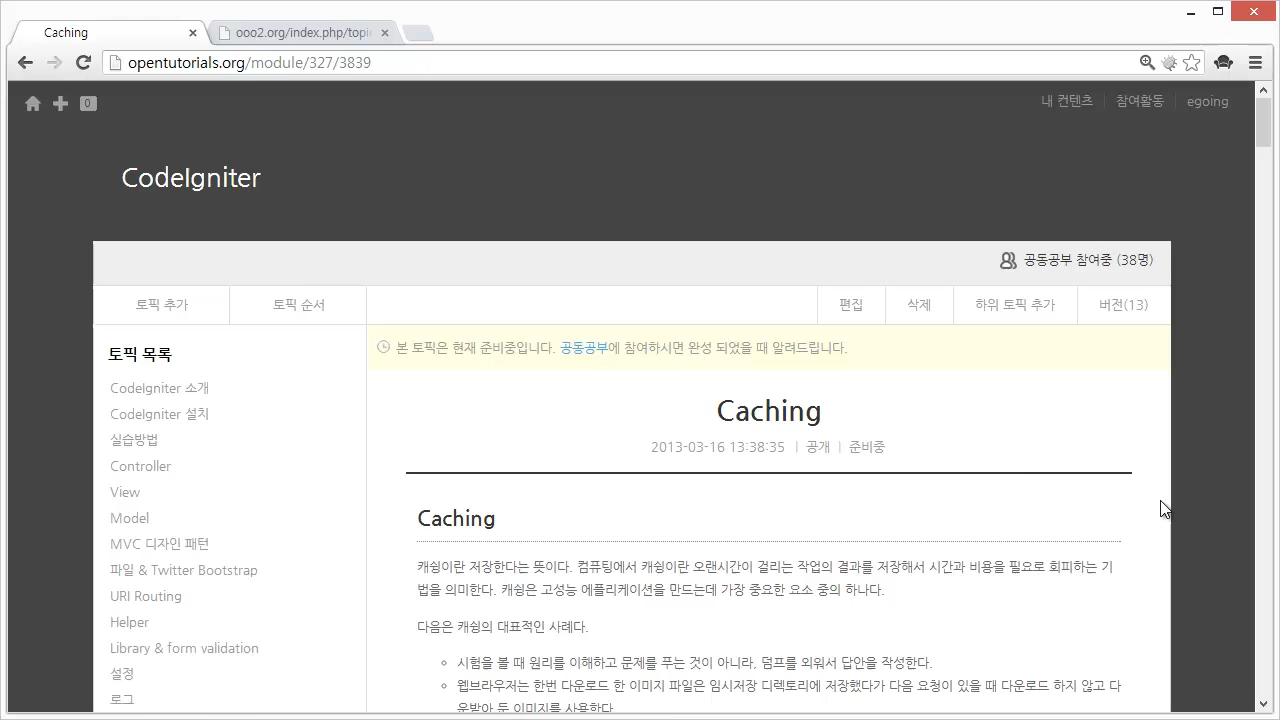 Caching
ooo2.org/index.php/topi
opentutorials.org/module/327/3839
0
내 컨텐츠
참여활동
egoing
CodeIgniter
공동공부 참여중 (38명)
토픽 추가
토픽 순서
편집
삭제
하위 토픽 추가
버전(13)
토픽 목록
CodeIgniter 소개
CodeIgniter 설치
실습방법
Controller
View
Model
MVC 디자인 패턴
파일 & Twitter Bootstrap
URI Routing
Helper
Library & form validation
설정
로그
본 토픽은 현재 준비중입니다. 공동공부에 참여하시면 완성 되었을 때 알려드립니다.
Caching
2013-03-16 13:38:35 | 공개 | 준비중
Caching
캐슁이란 저장한다는 뜻이다. 컴퓨팅에서 캐슁이란 오랜시간이 걸리는 작업의 결과를 저장해서 시간과 비용을 필요로 회피하는 기
법을 의미한다. 캐슁은 고성능 에플리케이션을 만드는데 가장 중요한 요소 중의 하나다.
다음은 캐슁의 대표적인 사례다.
시험을 볼 때 원리를 이해하고 문제를 푸는 것이 아니라, 덤프를 외워서 답안을 작성한다.
웹브라우저는 한번 다운로드 한 이미지 파일은 임시저장 디렉토리에 저장했다가 다음 요청이 있을 때 다운로드 하지 않고 다
운받아 둔 이미지를 사용한다